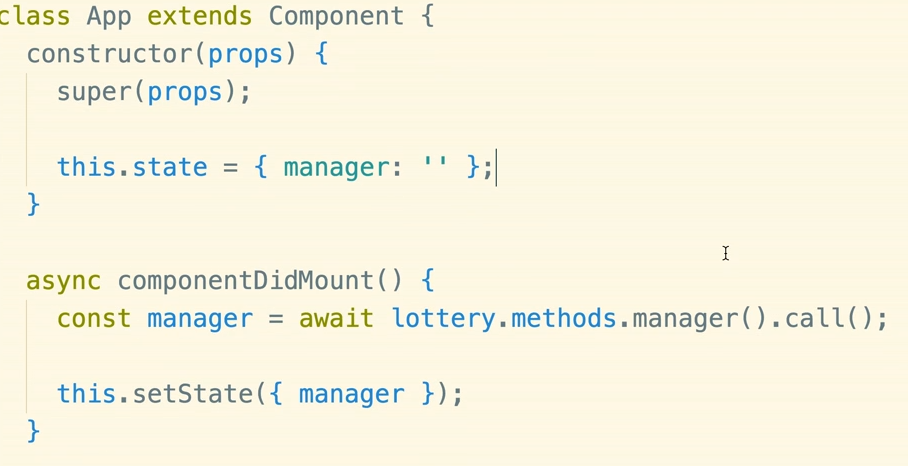 class App extends Component {
constructor(props) {
super(props);
this.state = { manager: '' };
}
async componentDidMount() {
const manager = await lottery.methods.manager().call();
this.setState({ manager });
}